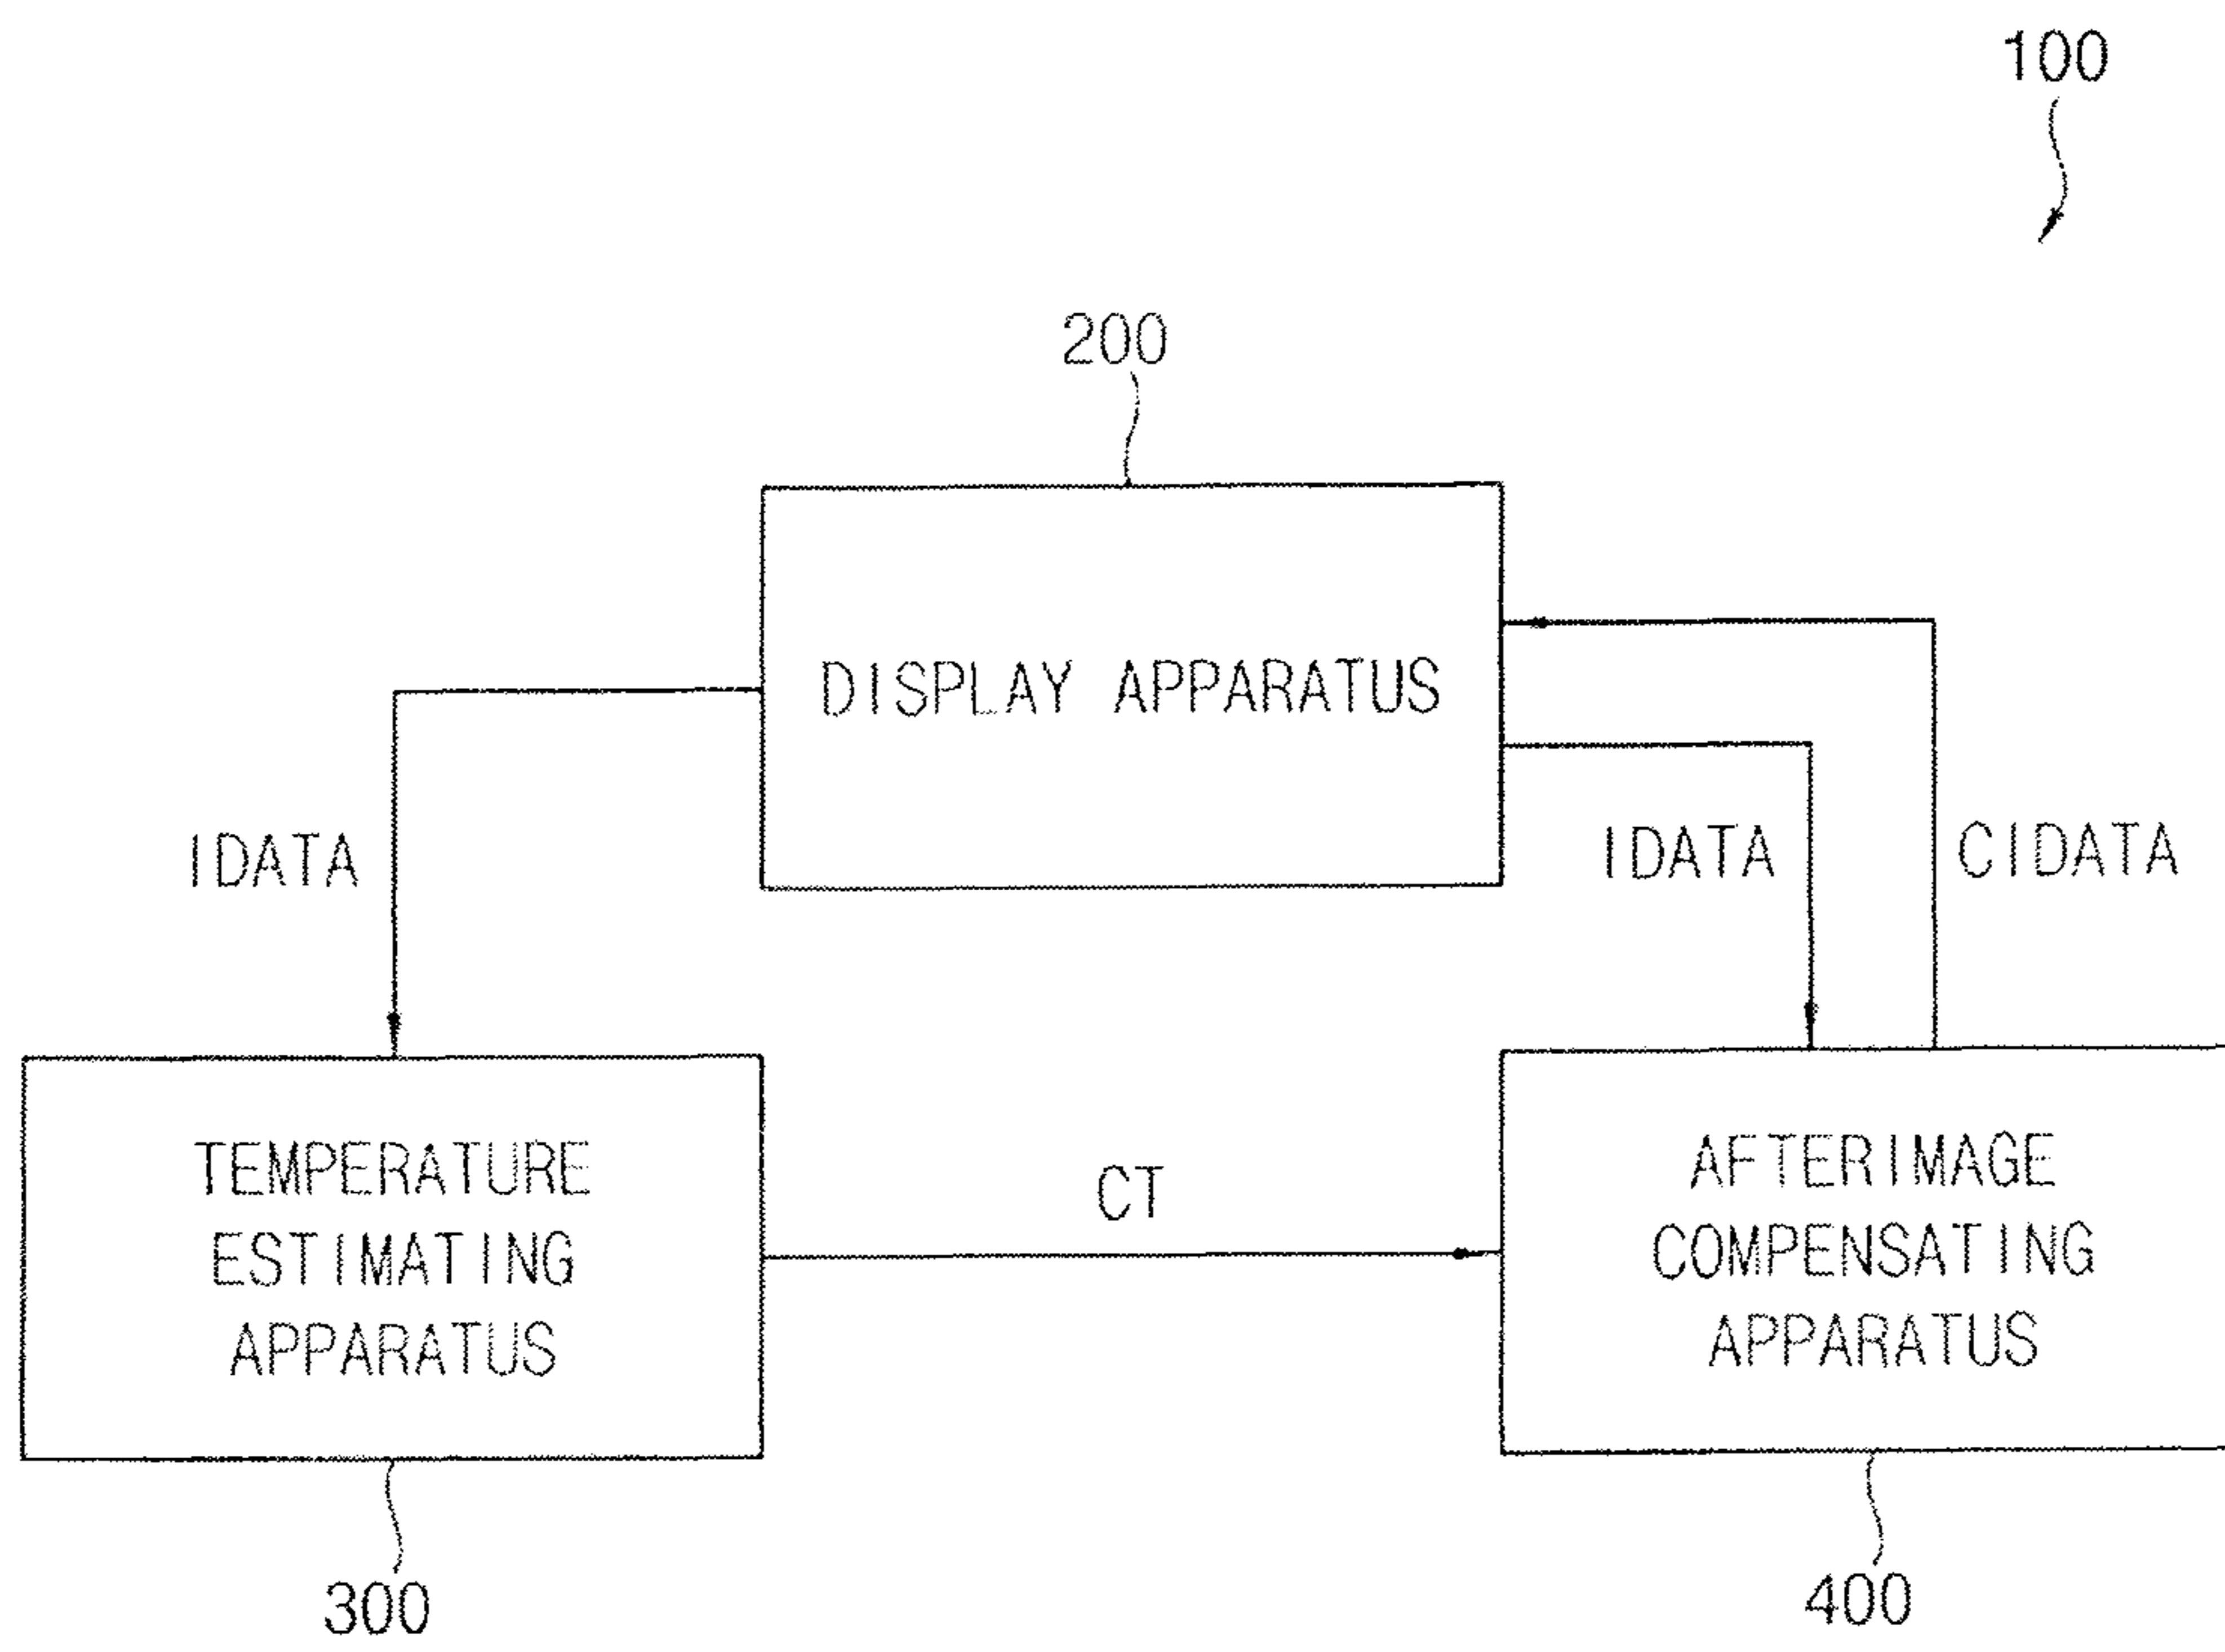 100
200
DISPLAY APPARATUS
IDATA
IDATA
CIDATA
TEMPERATURE
ESTIMATING
APPARATUS
CT
AFTERIMAGE
COMPENSATING
APPARATUS
300
400